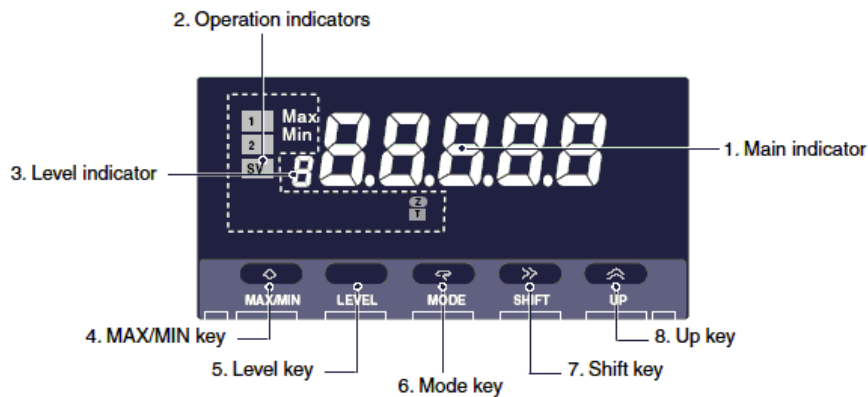 2. Operation indicators
1
Max
Min
2
SV
8
8.8.8.8.8
1. Main indicator
3. Level indicator
Z
T
MAX/MIN
LEVEL
MODE
SHIFT
UP
4. MAX/MIN key
8. Up key
5. Level key
7. Shift key
6. Mode key